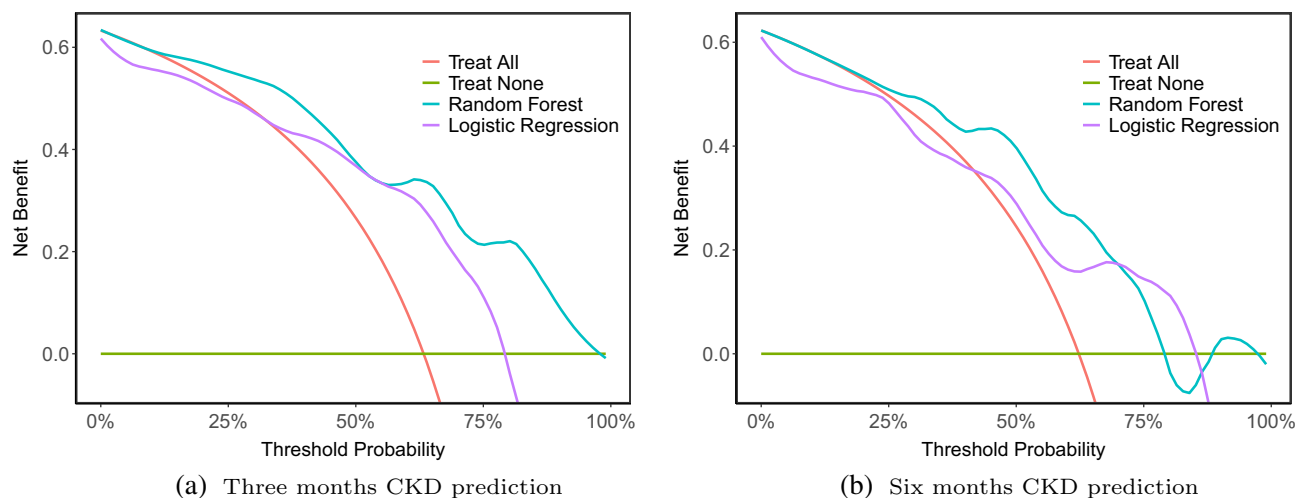 0.6
0.4
0.2
0.0
Net Benefit
Treat All
Treat None
Random Forest
Logistic Regression
0%
25%
50%
75%
100%
Threshold Probability
(a) Three months CKD prediction
0.6
0.4
0.2
0.0
Net Benefit
Treat All
Treat None
Random Forest
Logistic Regression
0%
25%
50%
75%
100%
Threshold Probability
(b) Six months CKD prediction